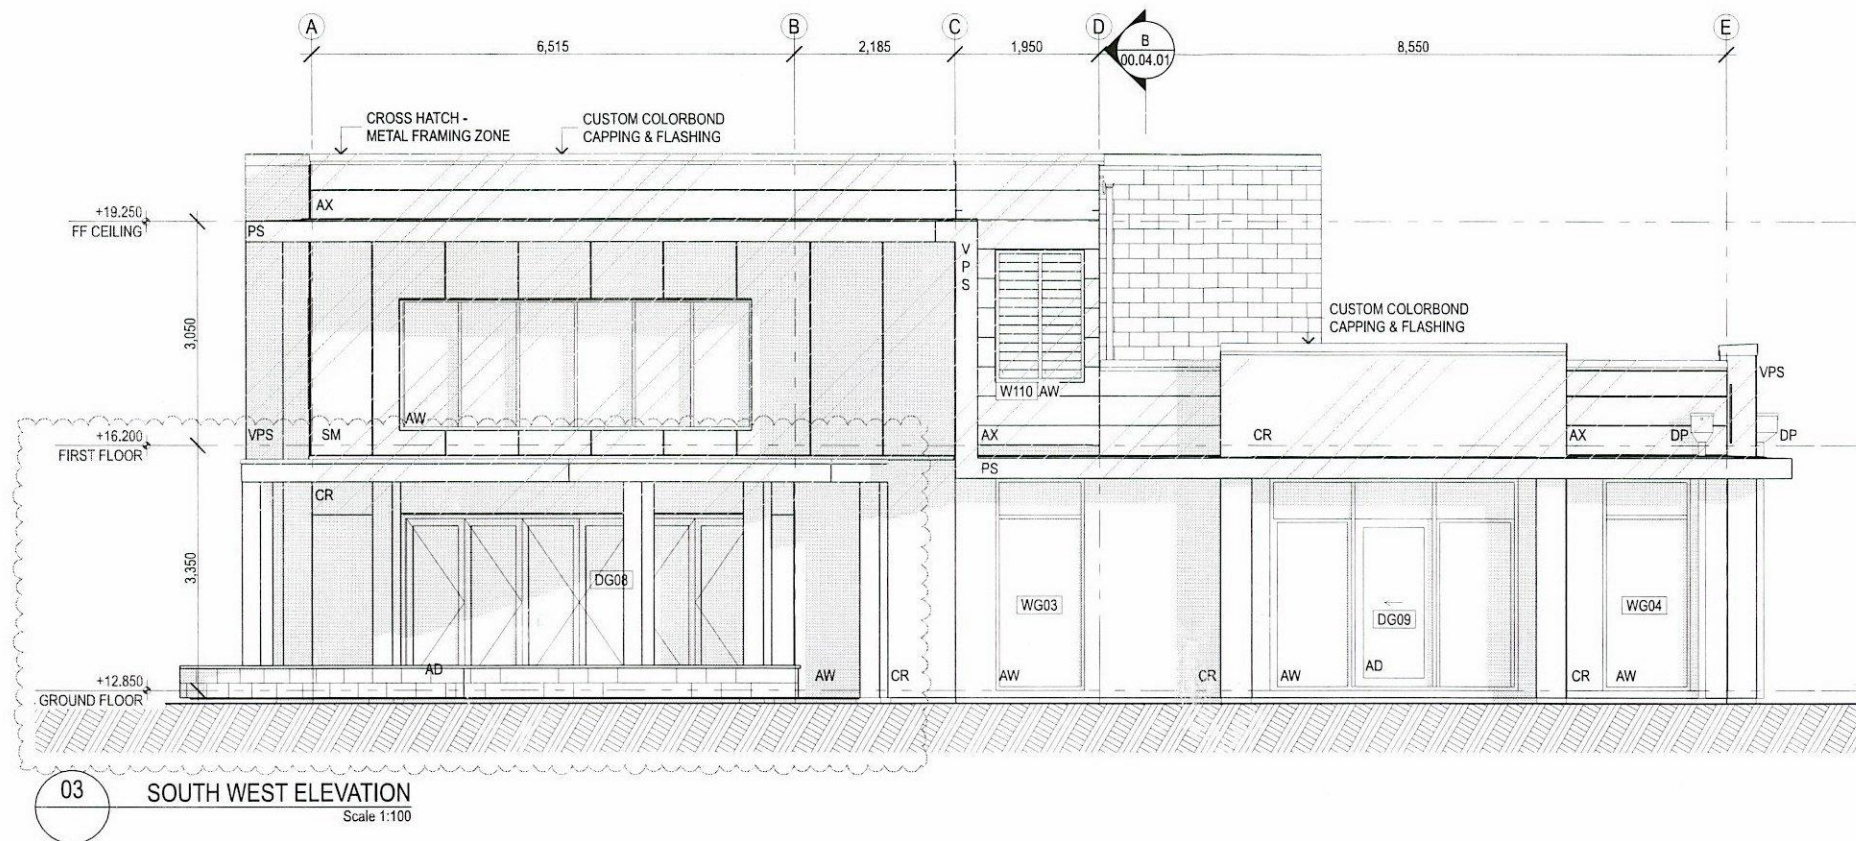 A
B
C
D
E
6,515
2,185
1,950
8,550
B
00.04.01
CROSS HATCH -
METAL FRAMING ZONE
CUSTOM COLORBOND
CAPPING & FLASHING
AX
+19.250
FF CEILING
PS
V
P
S
3,050
CUSTOM COLORBOND
CAPPING & FLASHING
VPS
W110
AW
AW
+16.200
FIRST FLOOR
VPS
SM
AX
CR
AX
DP
DP
PS
CR
3,350
DG08
WG03
DG09
WG04
+12.850
GROUND FLOOR
AD
AW
CR
AW
CR
AW
AD
CR
AW
03
SOUTH WEST ELEVATION
Scale 1:100